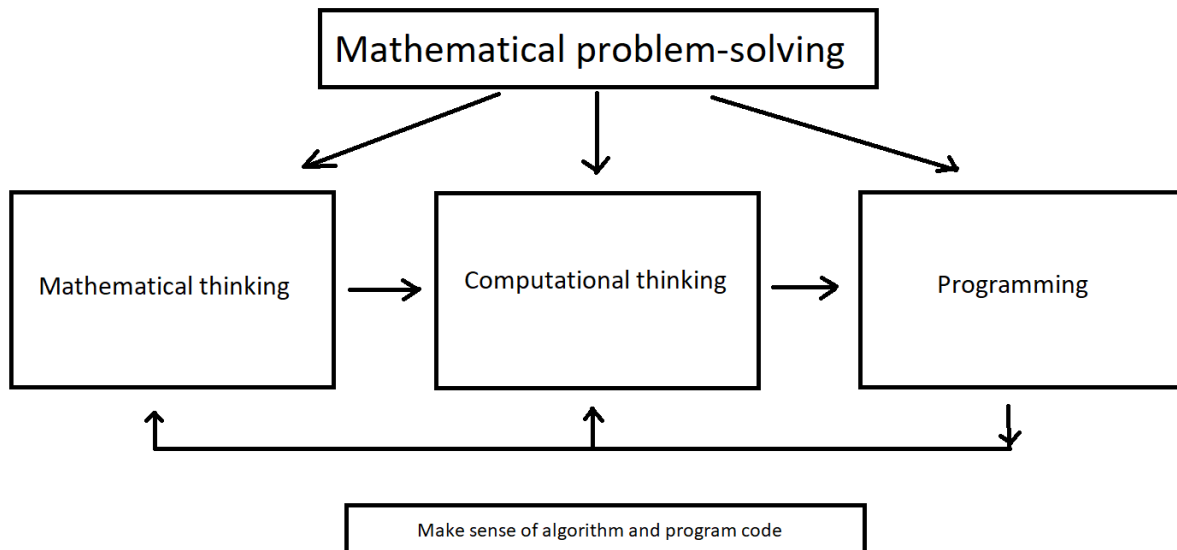 Mathematical problem-solving
Mathematical thinking
Computational thinking
Programming
Make sense of algorithm and program code